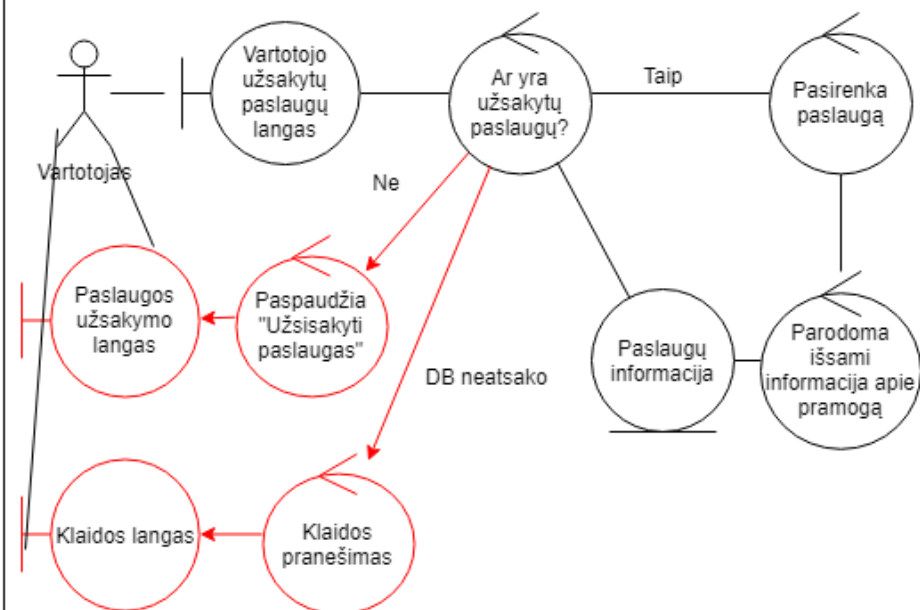 Vartotojo
užsakytų
paslaugų
langas
Ar yra
užsakytų
paslaugų?
Taip
Pasirenka
paslaugą
Vartotojas
Ne
Paslaugos
užsakymo
langas
Paspaudžia
"Užsisakyti
paslaugas"
DB neatsako
Paslaugų
informacija
Parodoma
išsami
informacija apie
pramogą
Klaidos langas
Klaidos
pranešimas